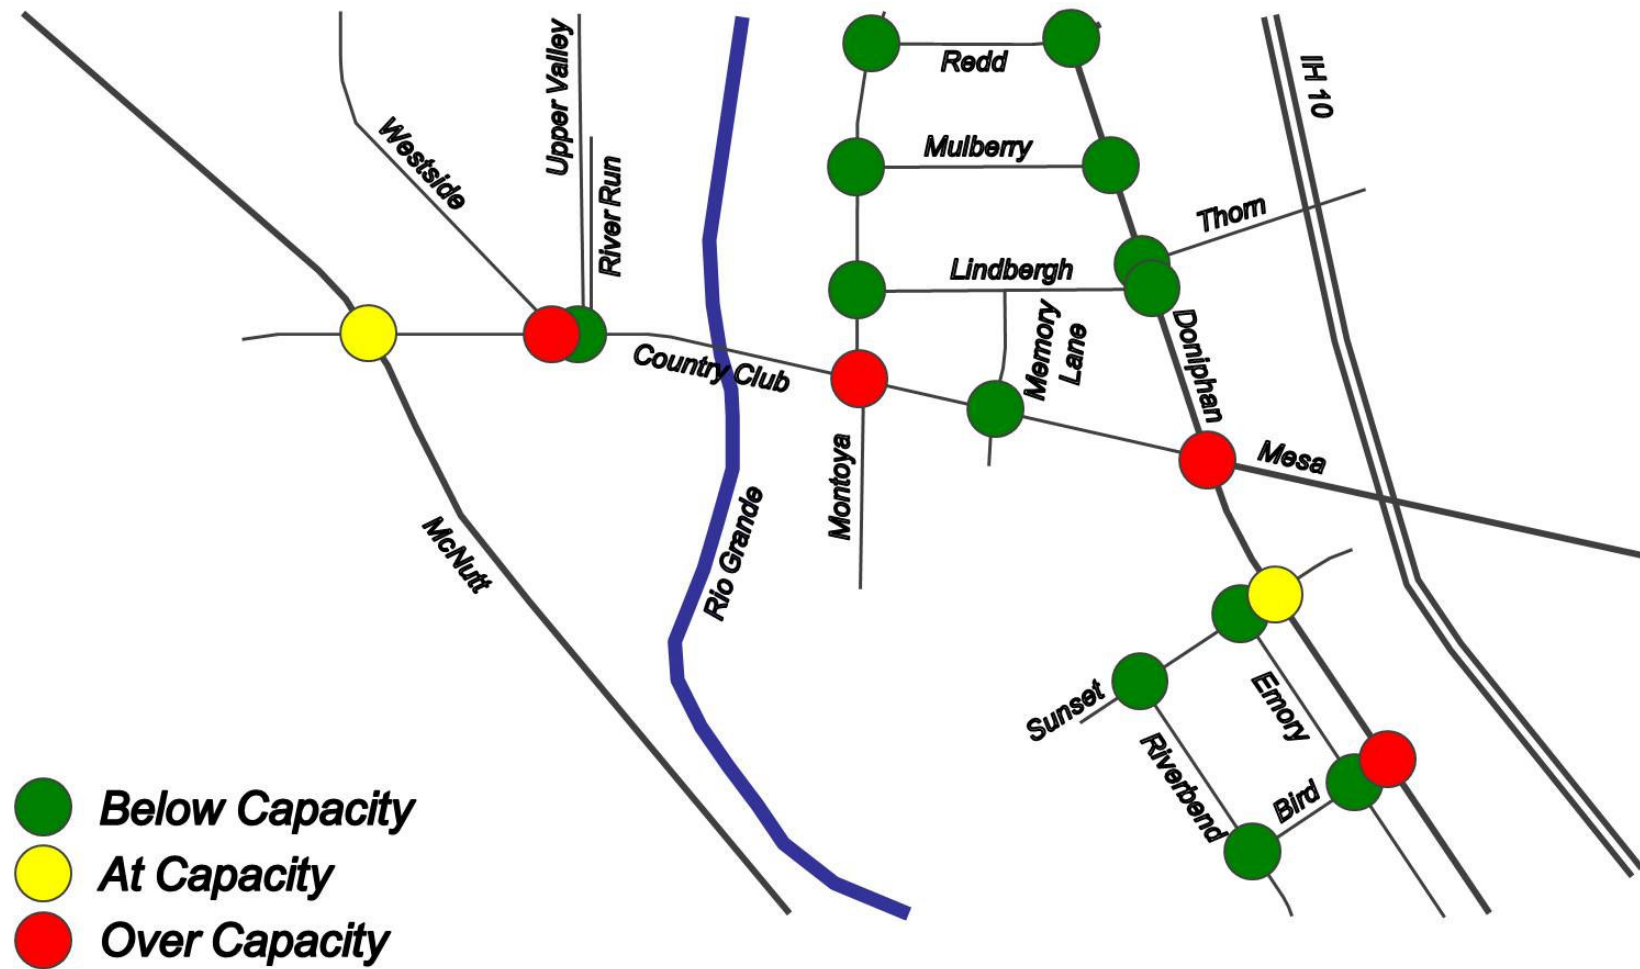 Redd
Mulberry
Thorn
Lindbergh
IH 10
Westside
Upper Valley
River Run
Country Club
Memory
Lane
Doniphan
Mesa
Montoya
McNutt
Rio Grande
Sunset
Emory
Riverbend
Bird
Below Capacity
At Capacity
Over Capacity